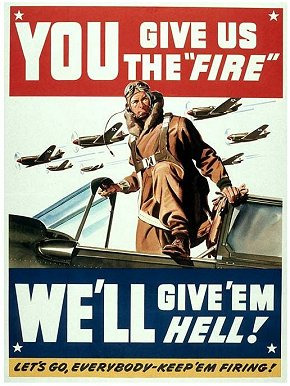 YOU GIVE US
THE "FIRE"
WE'LL GIVE 'EM
HELL!
LET'S GO, EVERYBODY-KEEP 'EM FIRING!